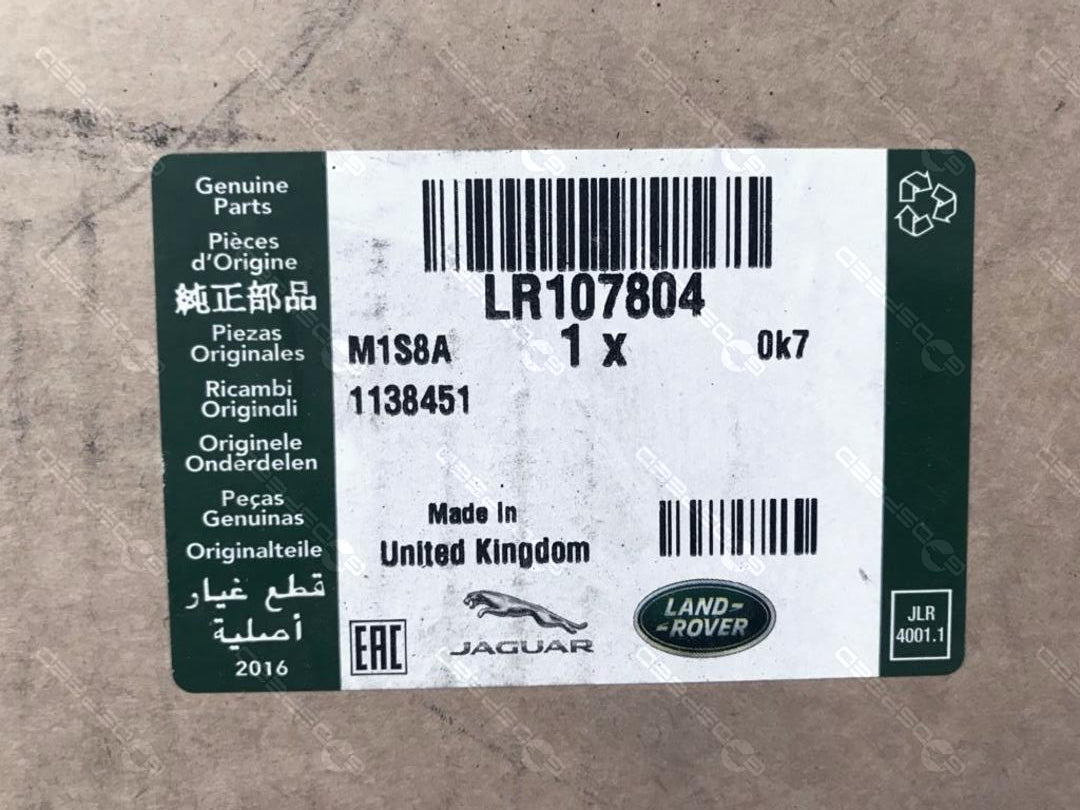 Genuine
Parts
Pièces
d'Origine
純正部品
Piezas
Originales
Ricambi
Originali
Originele
Onderdelen
Peças
Genuinas
Originalteile
قطع غيار
أصلية
2016
LR107804
M1S8A 1 x 0k7
1138451
Made In
United Kingdom
EAC
JAGUAR
LAND-
-ROVER
JLR
4001.1